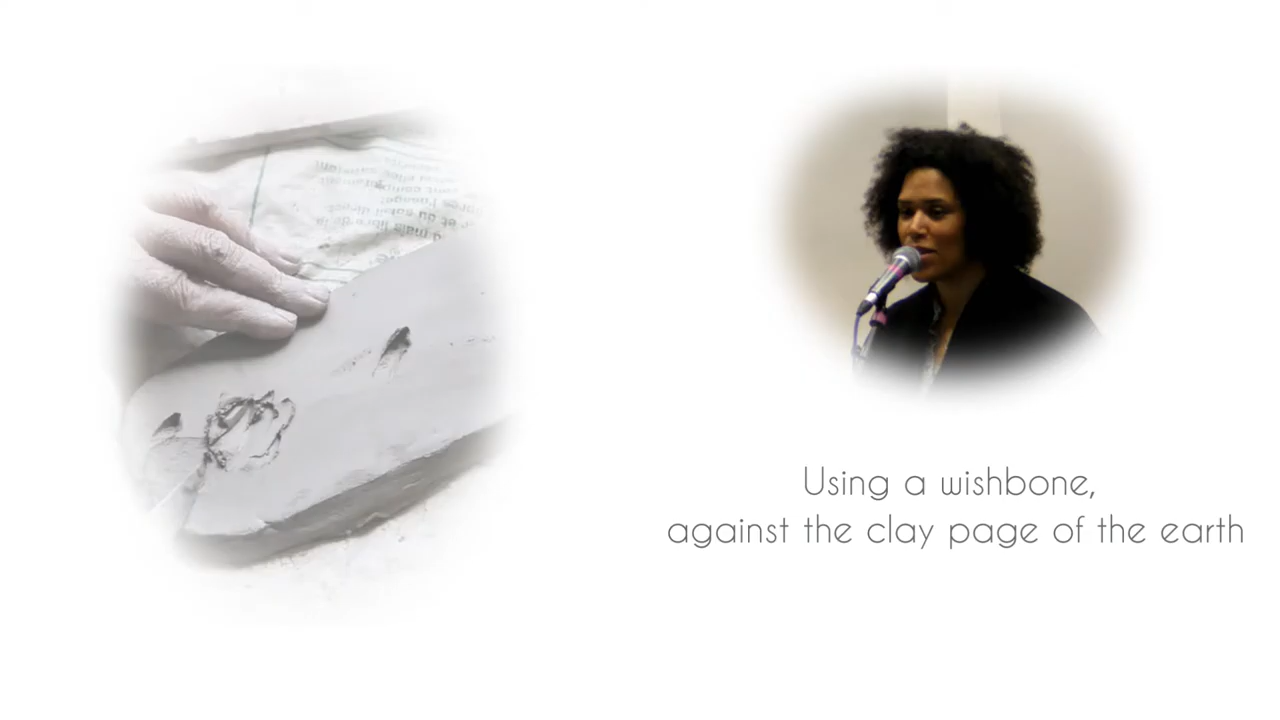 Using a wishbone,
against the clay page of the earth